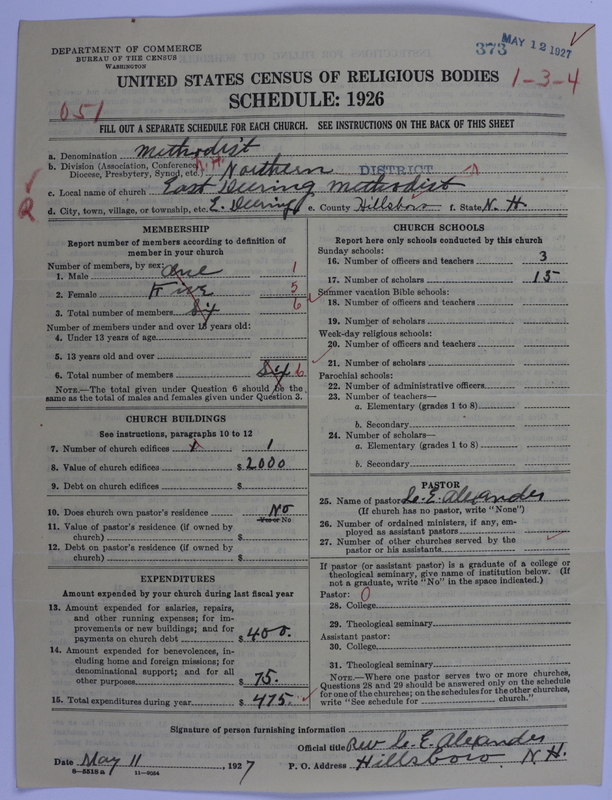 DEPARTMENT OF COMMERCE
BUREAU OF THE CENSUS
WASHINGTON
373 MAY 12 1927
UNITED STATES CENSUS OF RELIGIOUS BODIES
1-3-4
SCHEDULE: 1926
051
FILL OUT A SEPARATE SCHEDULE FOR EACH CHURCH. SEE INSTRUCTIONS ON THE BACK OF THIS SHEET
a. Denomination Methodist
b. Division (Association, Conference, Diocese, Presbytery, Synod, etc.) N.H. Northern DISTRICT
c. Local name of church East Deering Methodist
d. City, town, village, or township, etc. E. Deering e. County Hillsboro f. State N. H.
MEMBERSHIP
Report number of members according to definition of
member in your church
Number of members, by sex:
1. Male one 1
2. Female Five 5
3. Total number of members Six 6
Number of members under and over 13 years old:
4. Under 13 years of age
5. 13 years old and over
6. Total number of members Six 6
NOTE.—The total given under Question 6 should be the
same as the total of males and females given under Question 3.
CHURCH BUILDINGS
See instructions, paragraphs 10 to 12
7. Number of church edifices 1 1
8. Value of church edifices $ 2000
9. Debt on church edifices $
10. Does church own pastor's residence No
Yes or No
11. Value of pastor's residence (if owned by
church) $
12. Debt on pastor's residence (if owned by
church) $
EXPENDITURES
Amount expended by your church during last fiscal year
13. Amount expended for salaries, repairs,
and other running expenses; for im-
provements or new buildings; and for
payments on church debt $ 400.
14. Amount expended for benevolences, in-
cluding home and foreign missions; for
denominational support; and for all
other purposes $ 75.
15. Total expenditures during year $ 475.
CHURCH SCHOOLS
Report here only schools conducted by this church
Sunday schools:
16. Number of officers and teachers 3
17. Number of scholars 15
Summer vacation Bible schools:
18. Number of officers and teachers
19. Number of scholars
Week-day religious schools:
20. Number of officers and teachers
21. Number of scholars
Parochial schools:
22. Number of administrative officers
23. Number of teachers—
a. Elementary (grades 1 to 8)
b. Secondary
24. Number of scholars—
a. Elementary (grades 1 to 8)
b. Secondary
PASTOR
25. Name of pastor E. Alexander
(If church has no pastor, write "None")
26. Number of ordained ministers, if any, em-
ployed as assistant pastors
27. Number of other churches served by the
pastor or his assistants
If pastor (or assistant pastor) is a graduate of a college or
theological seminary, give name of institution below. (If
not a graduate, write "No" in the space indicated.)
Pastor: O
28. College
29. Theological seminary
Assistant pastor:
30. College
31. Theological seminary
NOTE.—Where one pastor serves two or more churches,
Questions 28 and 29 should be answered only on the schedule
for one of the churches; on the schedules for the other churches,
write "See schedule for church."
Signature of person furnishing information
Official title Rev E. Alexander
Date May 11, 1927 P. O. Address Hillsboro N. H.
8—5518 a 11—9054